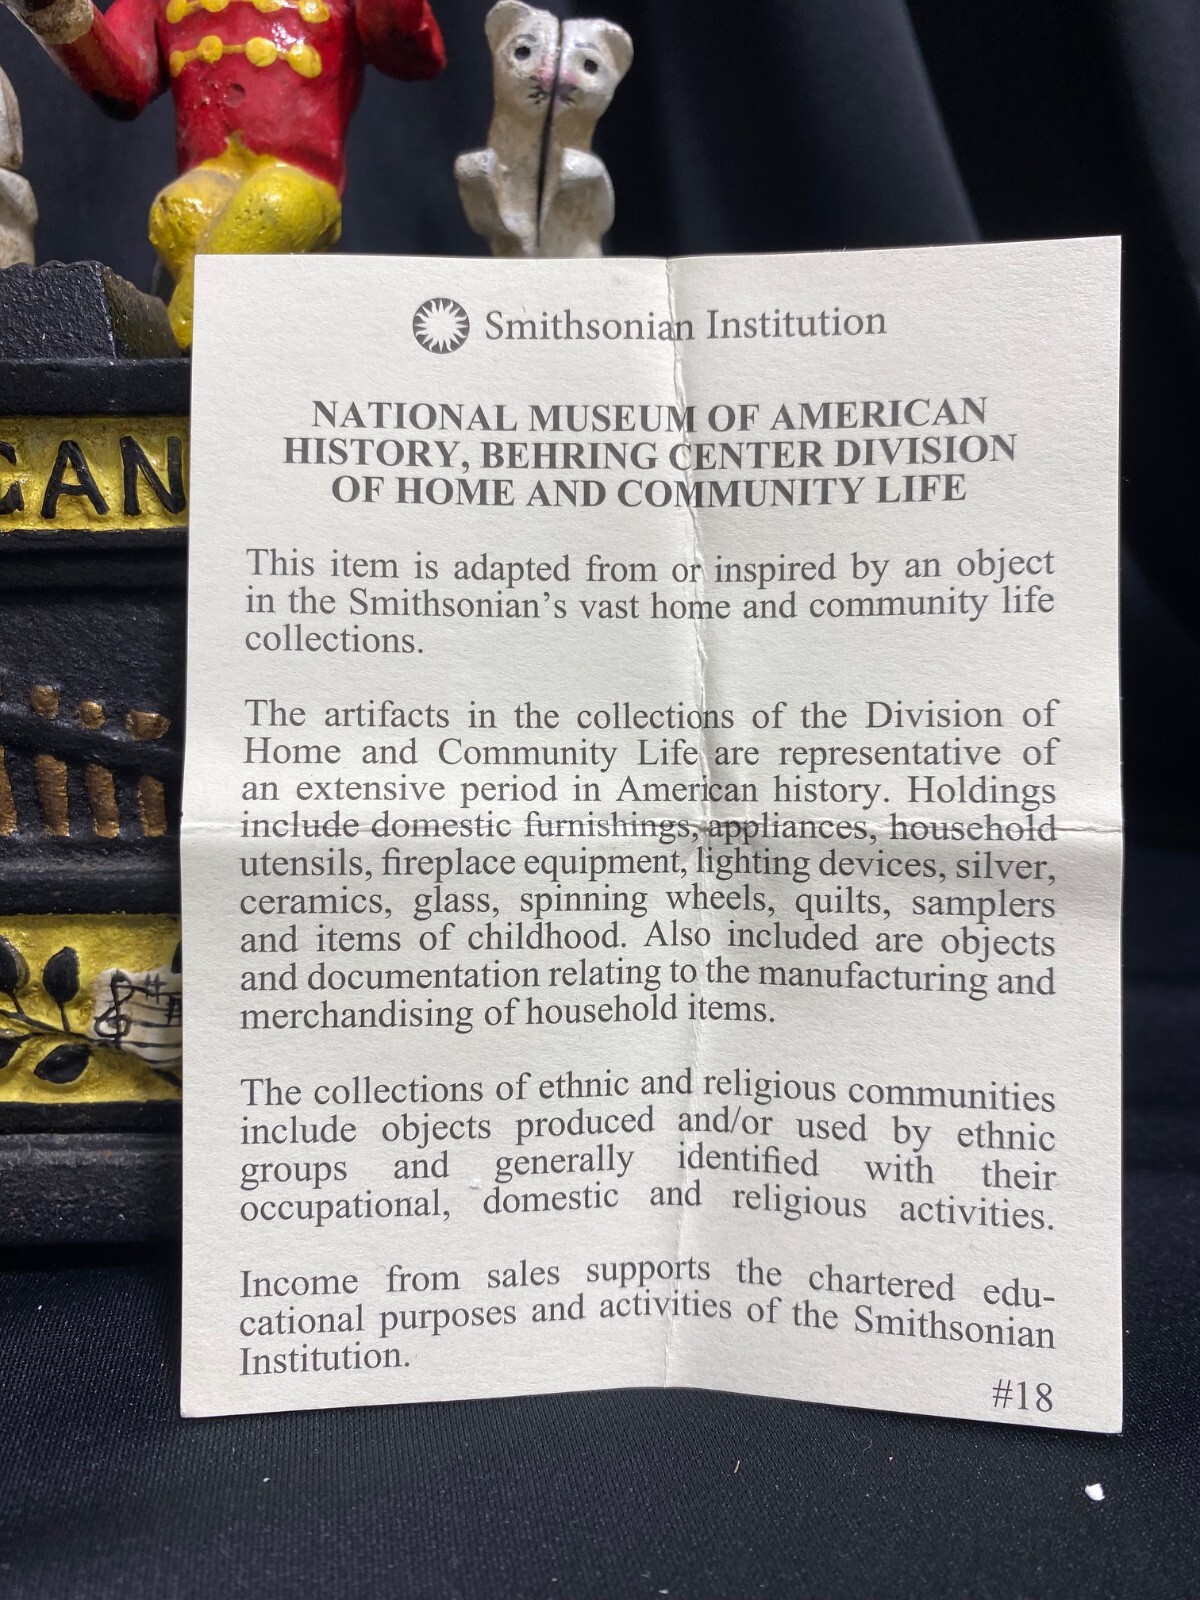 GAN
Smithsonian Institution
NATIONAL MUSEUM OF AMERICAN
HISTORY, BEHRING CENTER DIVISION
OF HOME AND COMMUNITY LIFE
This item is adapted from or inspired by an object
in the Smithsonian's vast home and community life
collections.
The artifacts in the collections of the Division of
Home and Community Life are representative of
an extensive period in American history. Holdings
include domestic furnishings, appliances, household
utensils, fireplace equipment, lighting devices, silver,
ceramics, glass, spinning wheels, quilts, samplers
and items of childhood. Also included are objects
and documentation relating to the manufacturing and
merchandising of household items.
The collections of ethnic and religious communities
include objects produced and/or used by ethnic
groups and generally identified with their
occupational, domestic and religious activities.
Income from sales supports the chartered edu-
cational purposes and activities of the Smithsonian
Institution.
#18